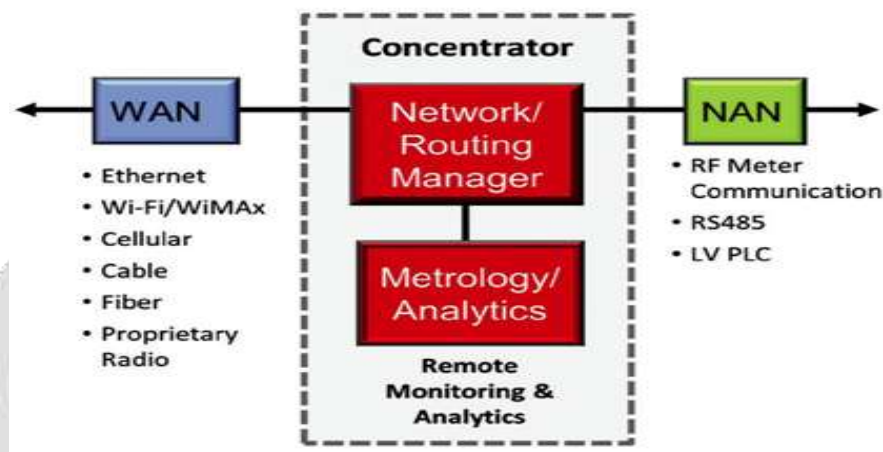 Concentrator
WAN
Network/
Routing
Manager
NAN
• Ethernet
• Wi-Fi/WiMAx
• Cellular
• Cable
• Fiber
• Proprietary
Radio
• RF Meter
Communication
• RS485
• LV PLC
Metrology/
Analytics
Remote
Monitoring &
Analytics